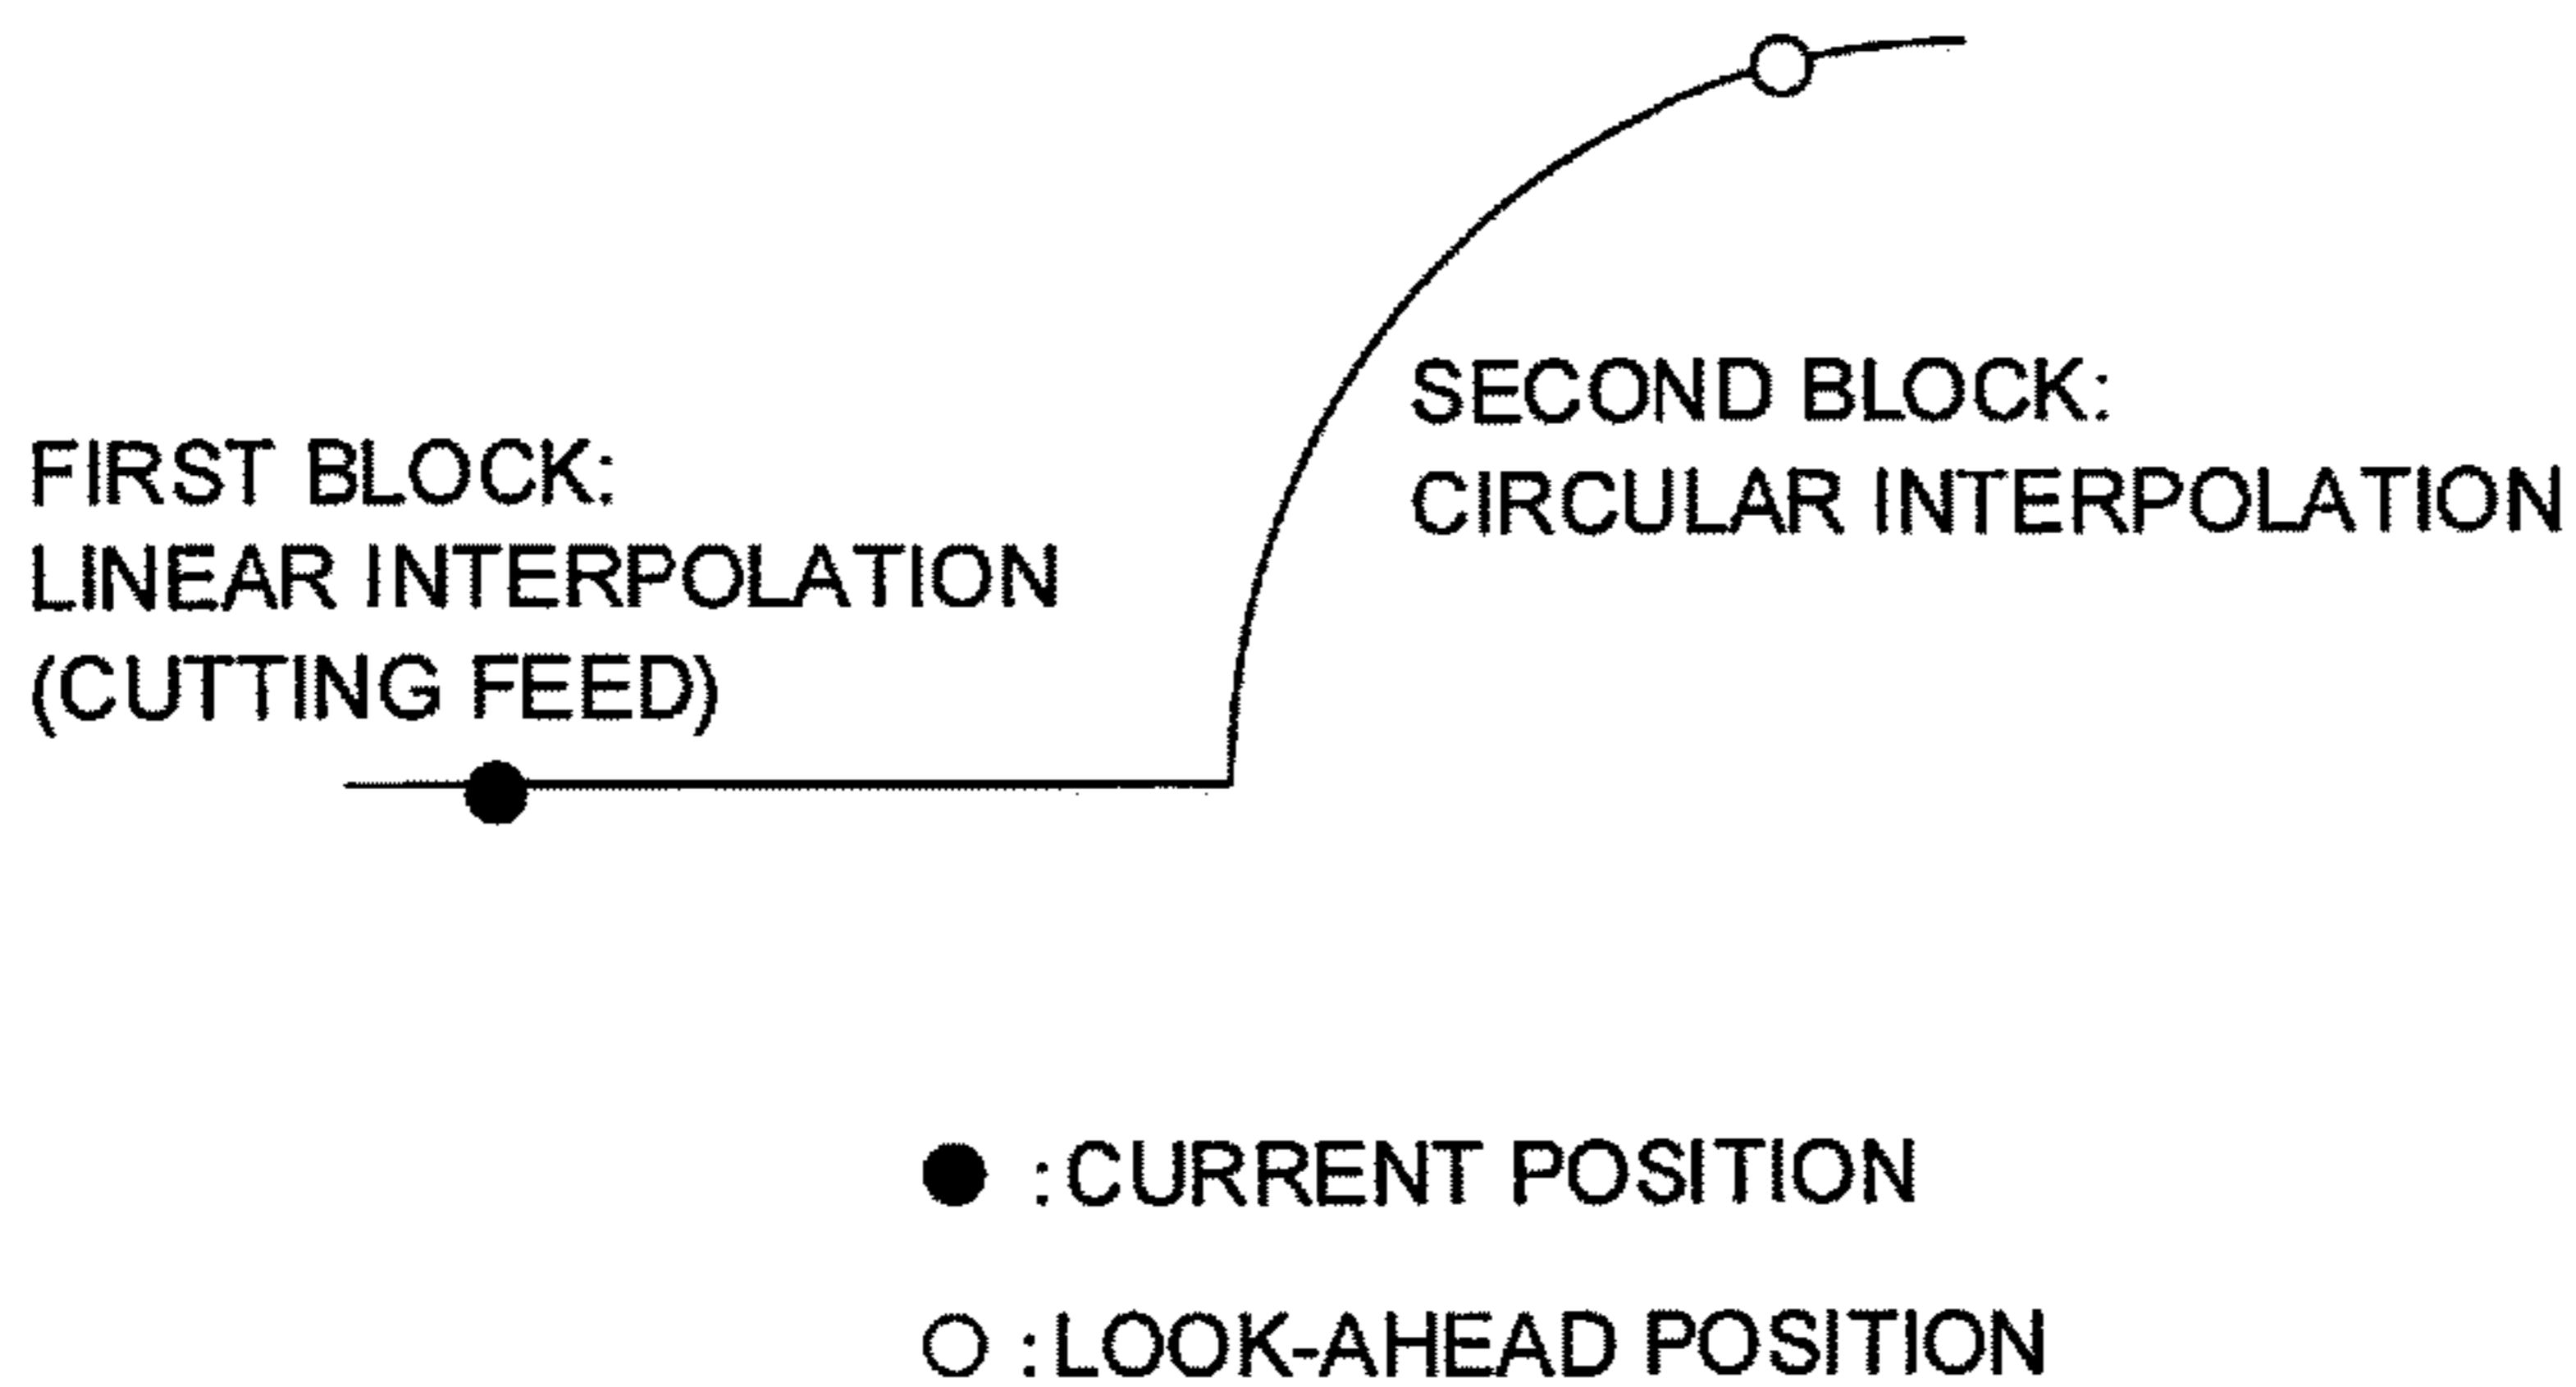 FIRST BLOCK:
LINEAR INTERPOLATION
(CUTTING FEED)
SECOND BLOCK:
CIRCULAR INTERPOLATION
:CURRENT POSITION
:LOOK-AHEAD POSITION